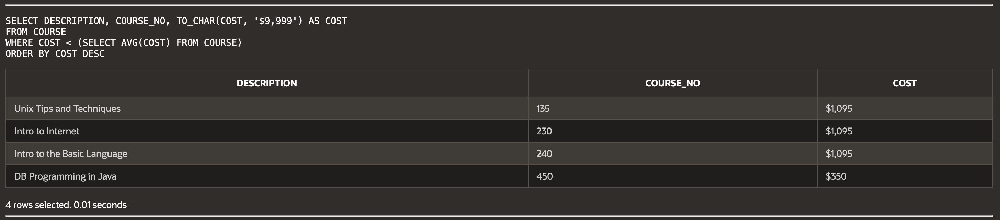 SELECT DESCRIPTION, COURSE_NO, TO_CHAR(COST, '$9,999') AS COST
FROM COURSE
WHERE COST < (SELECT AVG(COST) FROM COURSE)
ORDER BY COST DESC
DESCRIPTION COURSE_NO COST
Unix Tips and Techniques 135 $1,095
Intro to Internet 230 $1,095
Intro to the Basic Language 240 $1,095
DB Programming in Java 450 $350
4 rows selected. 0.01 seconds